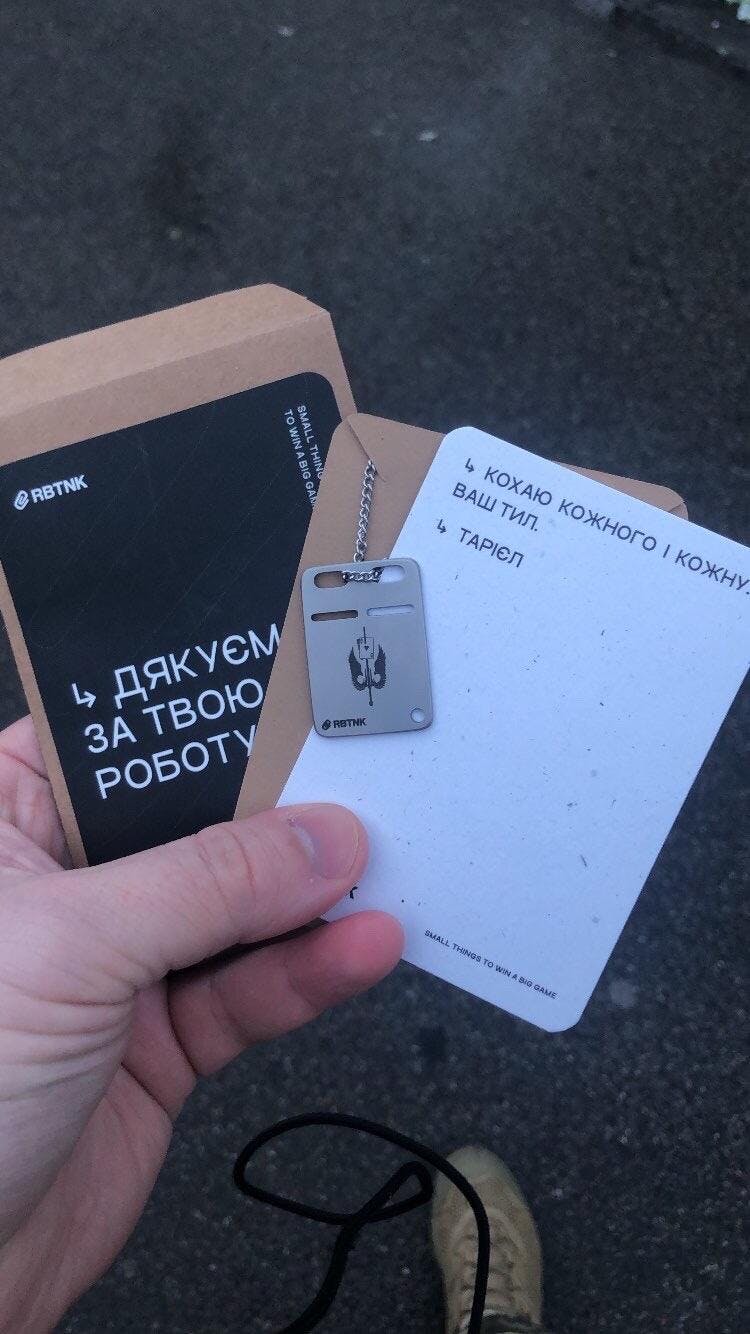 RBTNK
SMALL THINGS
TO WIN A BIG GAME
↳ ДЯКУЄМ
ЗА ТВОЮ
РОБОТУ
RBTNK
↳ КОХАЮ КОЖНОГО І КОЖНУ.
ВАШ ТИЛ.
↳ ТАРІЄЛ
SMALL THINGS TO WIN A BIG GAME